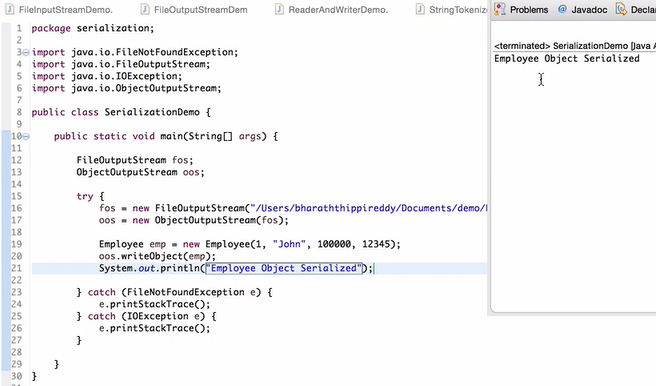 FileInputStreamDemo.
FileOutputStreamDem
ReaderAndWriterDemo.
StringTokenize
Problems
@ Javadoc
Declar
<terminated> SerializationDemo [Java A
Employee Object Serialized
1 package serialization;
2
3 import java.io.FileNotFoundException;
4 import java.io.FileOutputStream;
5 import java.io.IOException;
6 import java.io.ObjectOutputStream;
7
8 public class SerializationDemo {
9
10 public static void main(String[] args) {
11
12 FileOutputStream fos;
13 ObjectOutputStream oos;
14
15 try {
16 fos = new FileOutputStream("/Users/bharaththippireddy/Documents/demo/
17 oos = new ObjectOutputStream(fos);
18
19 Employee emp = new Employee(1, "John", 100000, 12345);
20 oos.writeObject(emp);
21 System.out.println("Employee Object Serialized");
22
23 } catch (FileNotFoundException e) {
24 e.printStackTrace();
25 } catch (IOException e) {
26 e.printStackTrace();
27 }
28
29 }
30 }